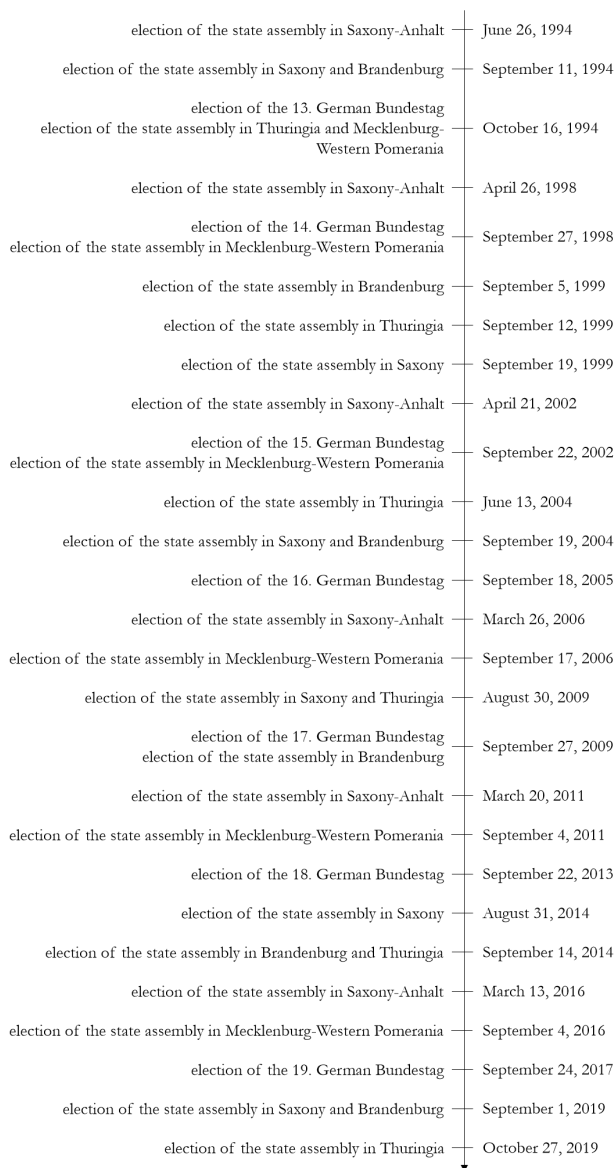 election of the state assembly in Saxony-Anhalt June 26, 1994
election of the state assembly in Saxony and Brandenburg September 11, 1994
election of the 13. German Bundestag
election of the state assembly in Thuringia and Mecklenburg- October 16, 1994
Western Pomerania
election of the state assembly in Saxony-Anhalt April 26, 1998
election of the 14. German Bundestag
September 27, 1998
election of the state assembly in Mecklenburg-Western Pomerania
election of the state assembly in Brandenburg September 5, 1999
election of the state assembly in Thuringia September 12, 1999
election of the state assembly in Saxony September 19, 1999
election of the state assembly in Saxony-Anhalt April 21, 2002
election of the 15. German Bundestag
September 22, 2002
election of the state assembly in Mecklenburg-Western Pomerania
election of the state assembly in Thuringia June 13, 2004
election of the state assembly in Saxony and Brandenburg September 19, 2004
election of the 16. German Bundestag September 18, 2005
election of the state assembly in Saxony-Anhalt March 26, 2006
election of the state assembly in Mecklenburg-Western Pomerania September 17, 2006
election of the state assembly in Saxony and Thuringia August 30, 2009
election of the 17. German Bundestag
September 27, 2009
election of the state assembly in Brandenburg
election of the state assembly in Saxony-Anhalt March 20, 2011
election of the state assembly in Mecklenburg-Western Pomerania September 4, 2011
election of the 18. German Bundestag September 22, 2013
election of the state assembly in Saxony August 31, 2014
election of the state assembly in Brandenburg and Thuringia September 14, 2014
election of the state assembly in Saxony-Anhalt March 13, 2016
election of the state assembly in Mecklenburg-Western Pomerania September 4, 2016
election of the 19. German Bundestag September 24, 2017
election of the state assembly in Saxony and Brandenburg September 1, 2019
election of the state assembly in Thuringia October 27, 2019